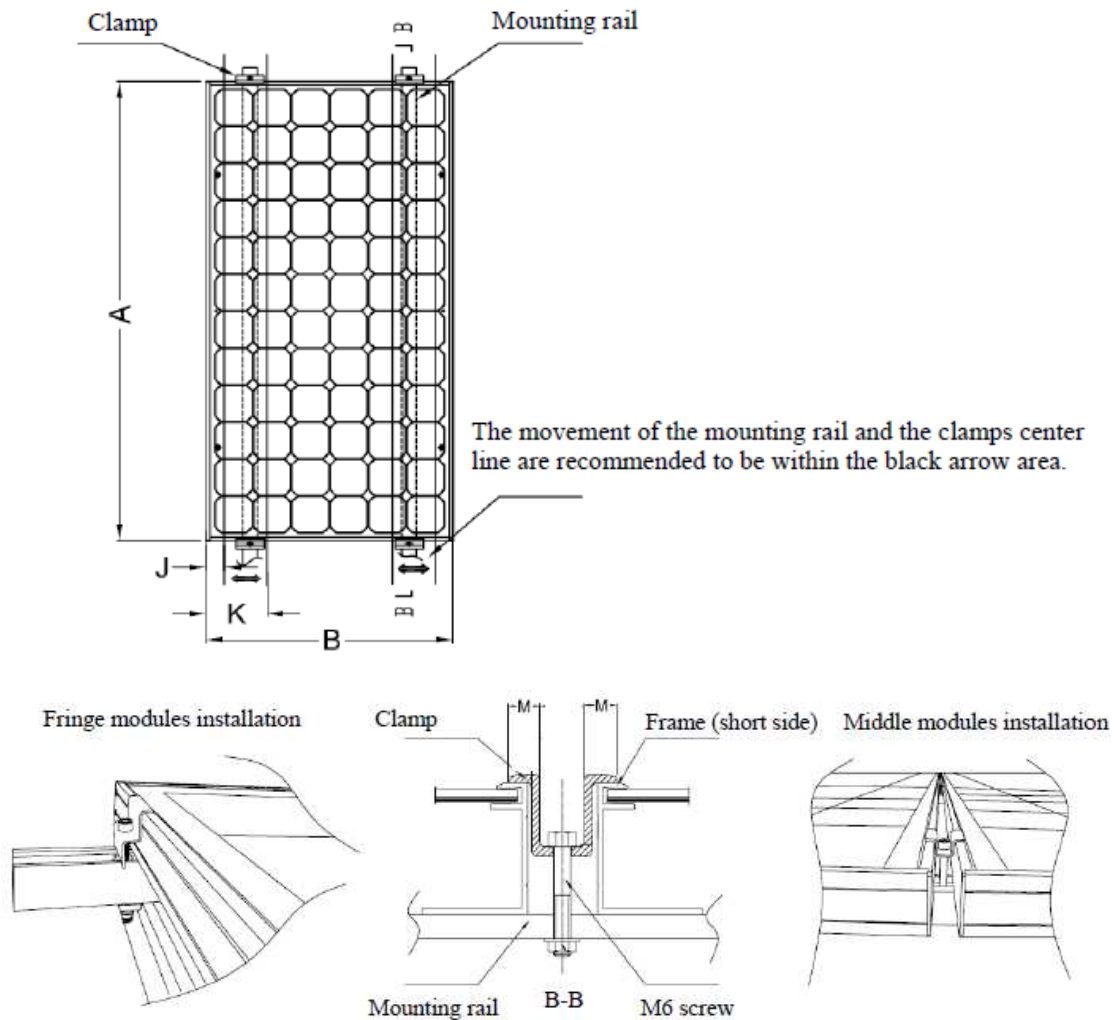 Clamp
Mounting rail
B
A
The movement of the mounting rail and the clamps center
line are recommended to be within the black arrow area.
J
K
B
B
Fringe modules installation
Clamp
M
M
Frame (short side)
Middle modules installation
Mounting rail
B-B
M6 screw